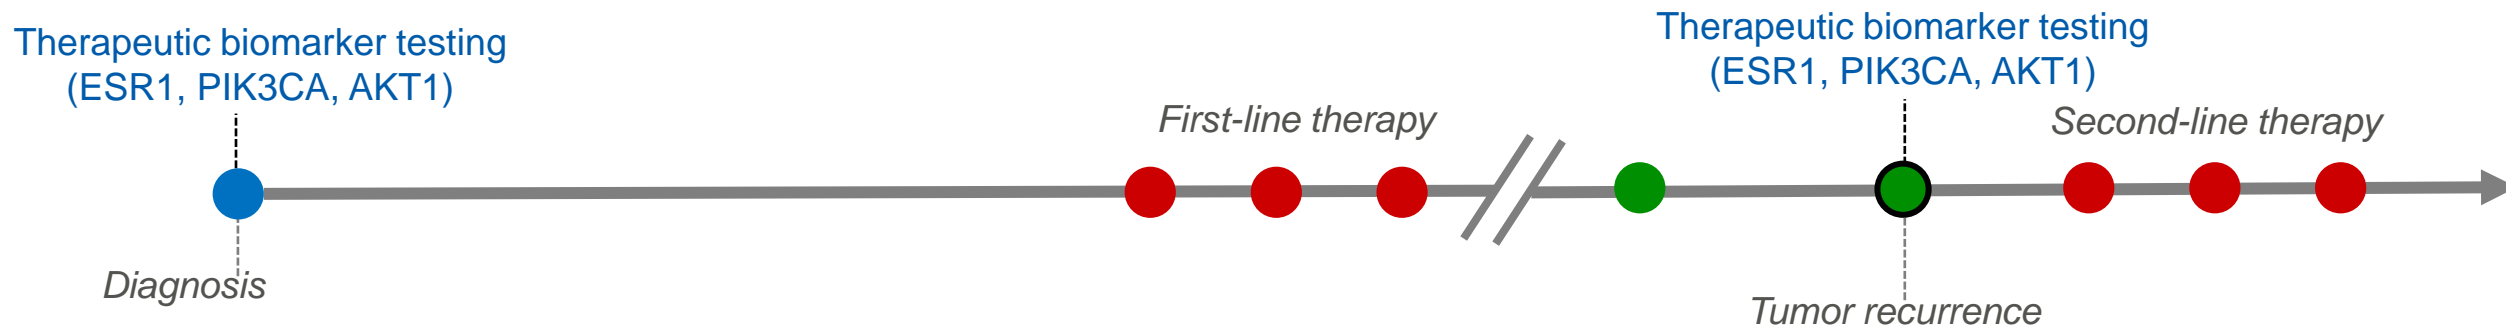 Therapeutic biomarker testing
(ESR1, PIK3CA, AKT1)
Diagnosis
First-line therapy
Therapeutic biomarker testing
(ESR1, PIK3CA, AKT1)
Tumor recurrence
Second-line therapy